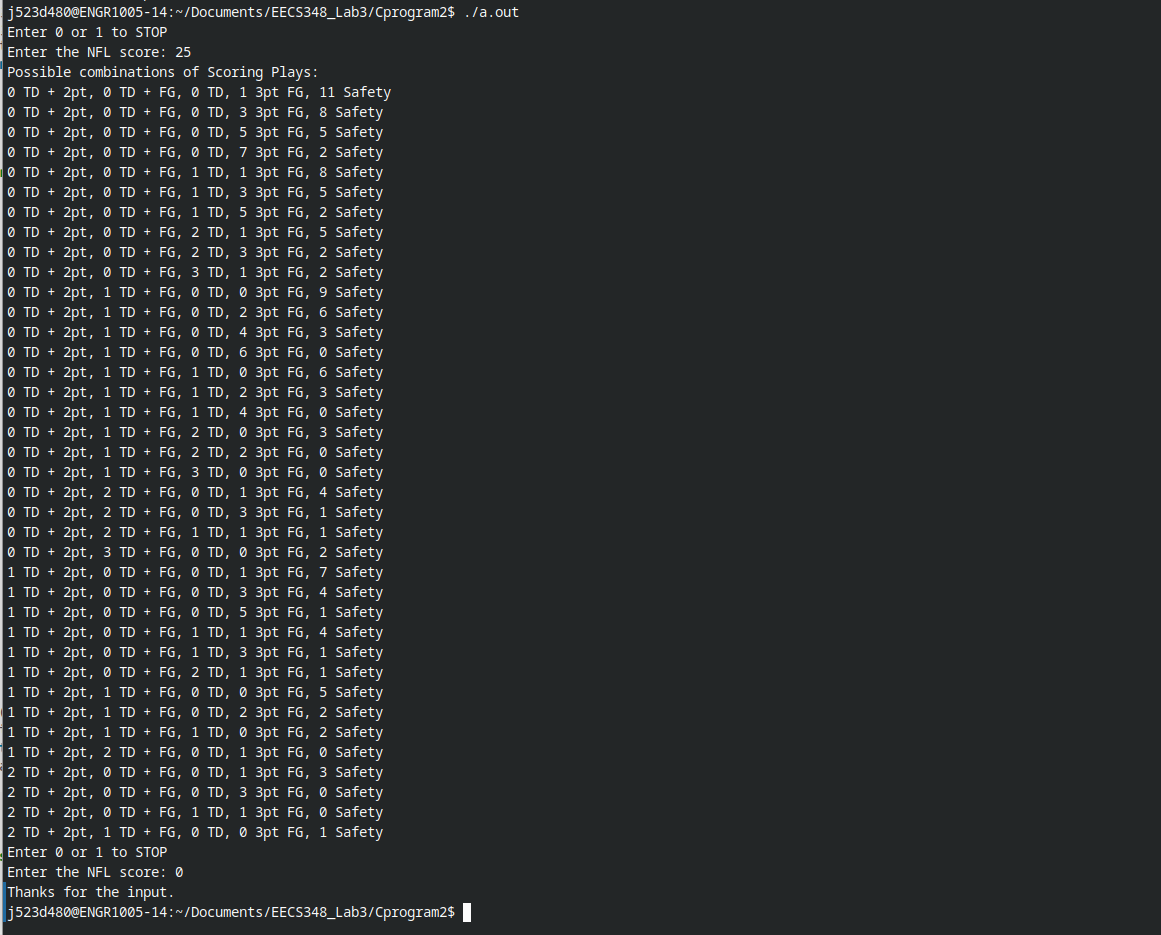 j523d480@ENGR1005-14:~/Documents/EECS348_Lab3/Cprogram2$ ./a.out
Enter 0 or 1 to STOP
Enter the NFL score: 25
Possible combinations of Scoring Plays:
0 TD + 2pt, 0 TD + FG, 0 TD, 1 3pt FG, 11 Safety
0 TD + 2pt, 0 TD + FG, 0 TD, 3 3pt FG, 8 Safety
0 TD + 2pt, 0 TD + FG, 0 TD, 5 3pt FG, 5 Safety
0 TD + 2pt, 0 TD + FG, 0 TD, 7 3pt FG, 2 Safety
0 TD + 2pt, 0 TD + FG, 1 TD, 1 3pt FG, 8 Safety
0 TD + 2pt, 0 TD + FG, 1 TD, 3 3pt FG, 5 Safety
0 TD + 2pt, 0 TD + FG, 1 TD, 5 3pt FG, 2 Safety
0 TD + 2pt, 0 TD + FG, 2 TD, 1 3pt FG, 5 Safety
0 TD + 2pt, 0 TD + FG, 2 TD, 3 3pt FG, 2 Safety
0 TD + 2pt, 0 TD + FG, 3 TD, 1 3pt FG, 2 Safety
0 TD + 2pt, 1 TD + FG, 0 TD, 0 3pt FG, 9 Safety
0 TD + 2pt, 1 TD + FG, 0 TD, 2 3pt FG, 6 Safety
0 TD + 2pt, 1 TD + FG, 0 TD, 4 3pt FG, 3 Safety
0 TD + 2pt, 1 TD + FG, 0 TD, 6 3pt FG, 0 Safety
0 TD + 2pt, 1 TD + FG, 1 TD, 0 3pt FG, 6 Safety
0 TD + 2pt, 1 TD + FG, 1 TD, 2 3pt FG, 3 Safety
0 TD + 2pt, 1 TD + FG, 1 TD, 4 3pt FG, 0 Safety
0 TD + 2pt, 1 TD + FG, 2 TD, 0 3pt FG, 3 Safety
0 TD + 2pt, 1 TD + FG, 2 TD, 2 3pt FG, 0 Safety
0 TD + 2pt, 1 TD + FG, 3 TD, 0 3pt FG, 0 Safety
0 TD + 2pt, 2 TD + FG, 0 TD, 1 3pt FG, 4 Safety
0 TD + 2pt, 2 TD + FG, 0 TD, 3 3pt FG, 1 Safety
0 TD + 2pt, 2 TD + FG, 1 TD, 1 3pt FG, 1 Safety
0 TD + 2pt, 3 TD + FG, 0 TD, 0 3pt FG, 2 Safety
1 TD + 2pt, 0 TD + FG, 0 TD, 1 3pt FG, 7 Safety
1 TD + 2pt, 0 TD + FG, 0 TD, 3 3pt FG, 4 Safety
1 TD + 2pt, 0 TD + FG, 0 TD, 5 3pt FG, 1 Safety
1 TD + 2pt, 0 TD + FG, 1 TD, 1 3pt FG, 4 Safety
1 TD + 2pt, 0 TD + FG, 1 TD, 3 3pt FG, 1 Safety
1 TD + 2pt, 0 TD + FG, 2 TD, 1 3pt FG, 1 Safety
1 TD + 2pt, 1 TD + FG, 0 TD, 0 3pt FG, 5 Safety
1 TD + 2pt, 1 TD + FG, 0 TD, 2 3pt FG, 2 Safety
1 TD + 2pt, 1 TD + FG, 1 TD, 0 3pt FG, 2 Safety
1 TD + 2pt, 2 TD + FG, 0 TD, 1 3pt FG, 0 Safety
2 TD + 2pt, 0 TD + FG, 0 TD, 1 3pt FG, 3 Safety
2 TD + 2pt, 0 TD + FG, 0 TD, 3 3pt FG, 0 Safety
2 TD + 2pt, 0 TD + FG, 1 TD, 1 3pt FG, 0 Safety
2 TD + 2pt, 1 TD + FG, 0 TD, 0 3pt FG, 1 Safety
Enter 0 or 1 to STOP
Enter the NFL score: 0
Thanks for the input.
j523d480@ENGR1005-14:~/Documents/EECS348_Lab3/Cprogram2$